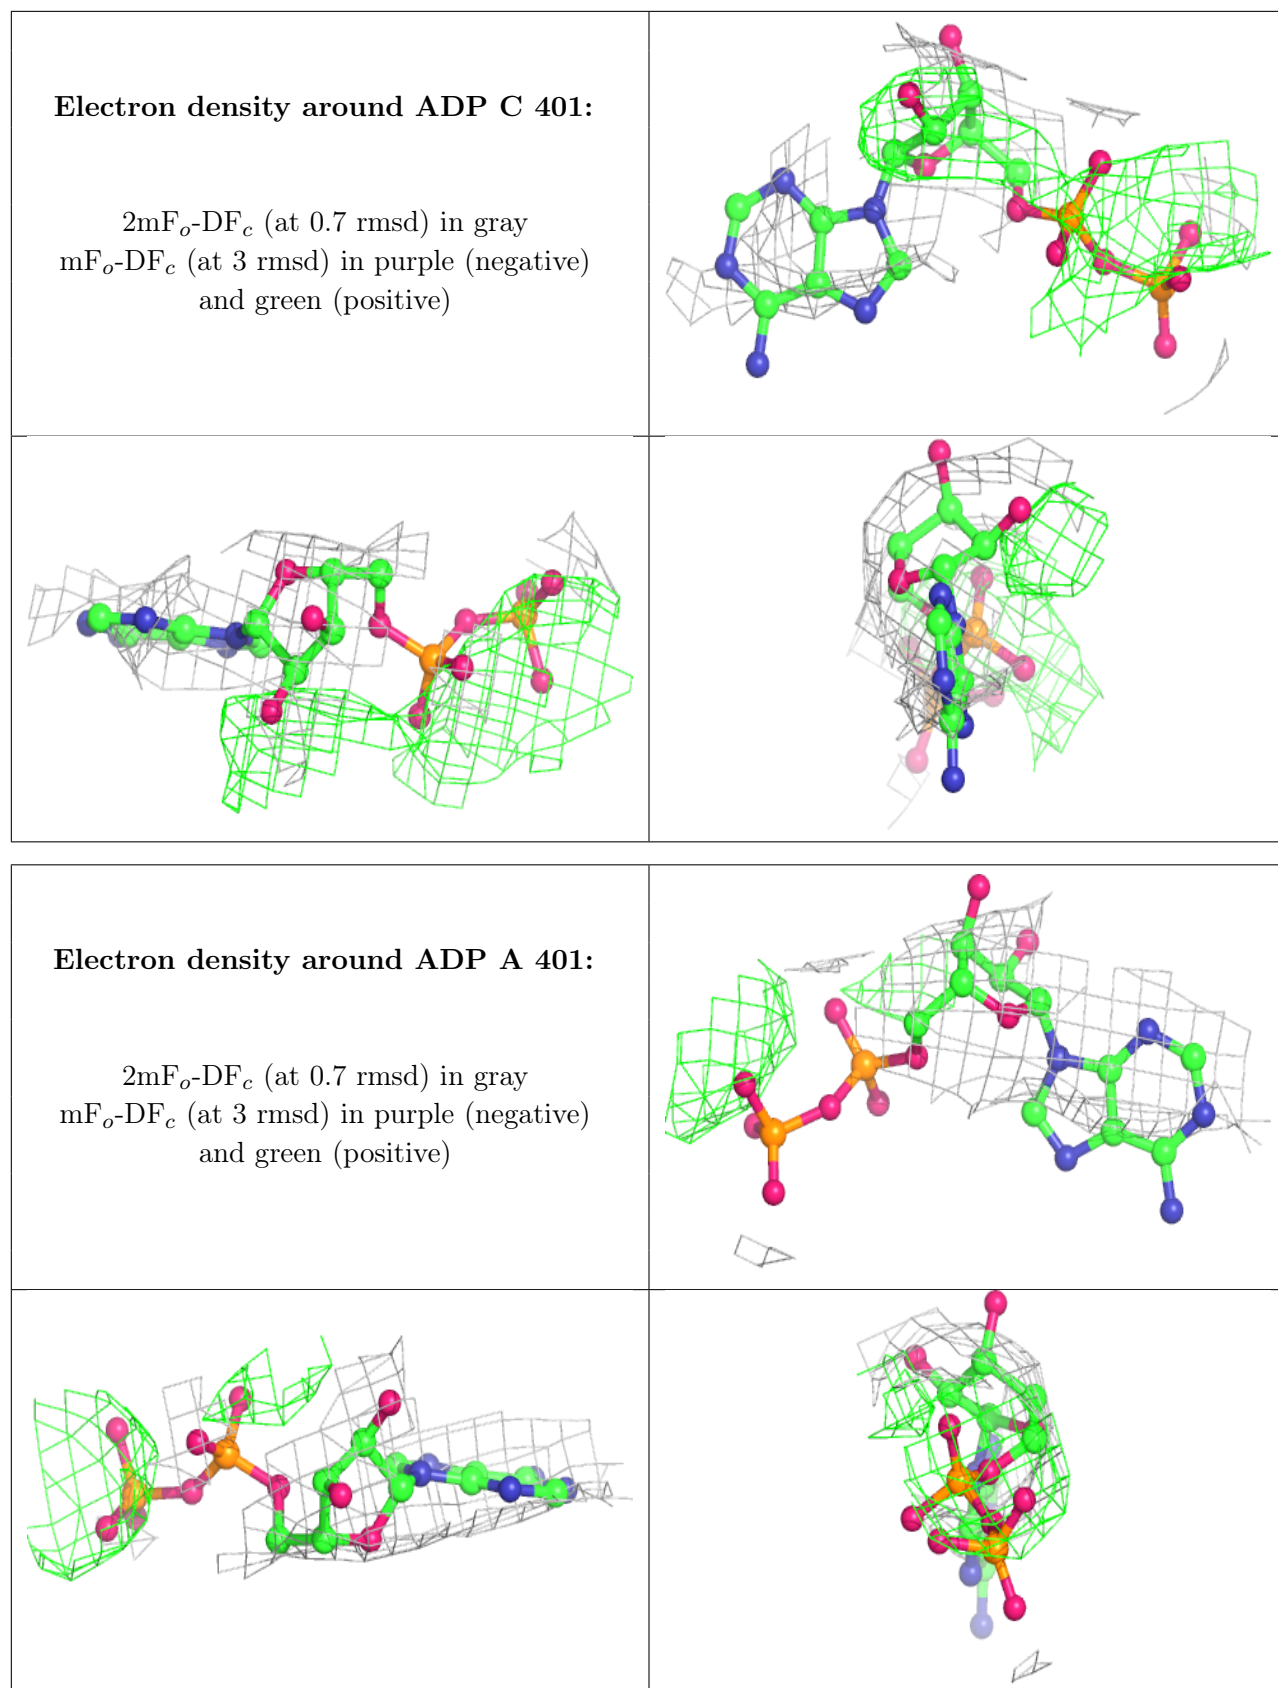 Electron density around ADP C 401:
2mFₒ-DF𝒸 (at 0.7 rmsd) in gray
mFₒ-DF𝒸 (at 3 rmsd) in purple (negative)
and green (positive)
Electron density around ADP A 401:
2mFₒ-DF𝒸 (at 0.7 rmsd) in gray
mFₒ-DF𝒸 (at 3 rmsd) in purple (negative)
and green (positive)